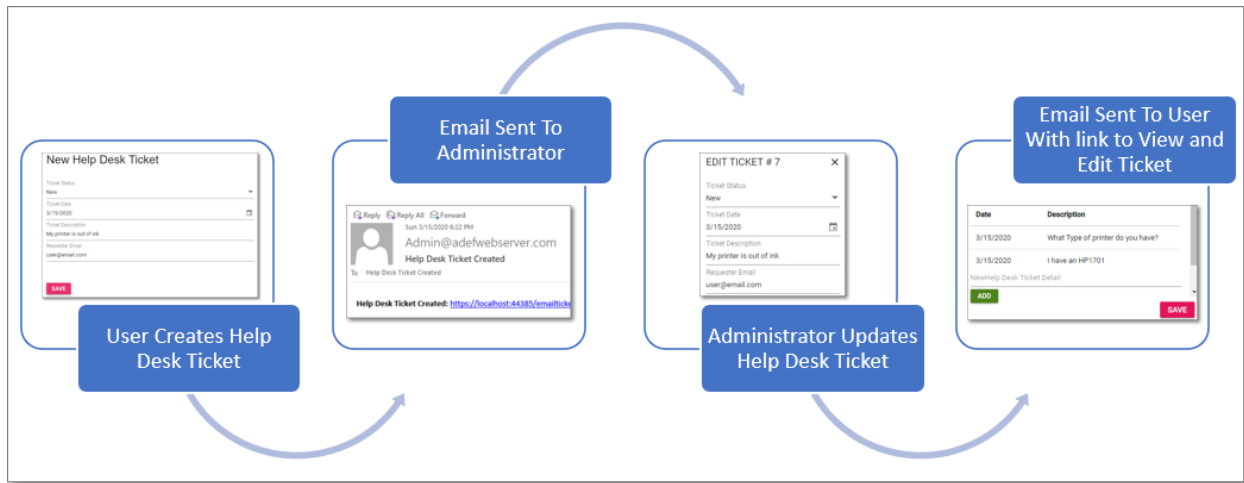 New Help Desk Ticket
Ticket Status
New
Ticket Date
3/15/2020
Ticket Description
My printer is out of ink
Requester Email
user@email.com
SAVE
User Creates Help
Desk Ticket
Email Sent To
Administrator
Reply Reply All Forward
Sun 3/15/2020 6:22 PM
Admin@adefwebserver.com
Help Desk Ticket Created
To Help Desk Ticket Created
Help Desk Ticket Created: https://localhost:44385/emailticke
EDIT TICKET # 7 ×
Ticket Status
New
Ticket Date
3/15/2020
Ticket Description
My printer is out of ink
Requester Email
user@email.com
Administrator Updates
Help Desk Ticket
Email Sent To User
With link to View and
Edit Ticket
Date Description
3/15/2020 What Type of printer do you have?
3/15/2020 I have an HP1701
NewHelp Desk Ticket Detail
ADD
SAVE